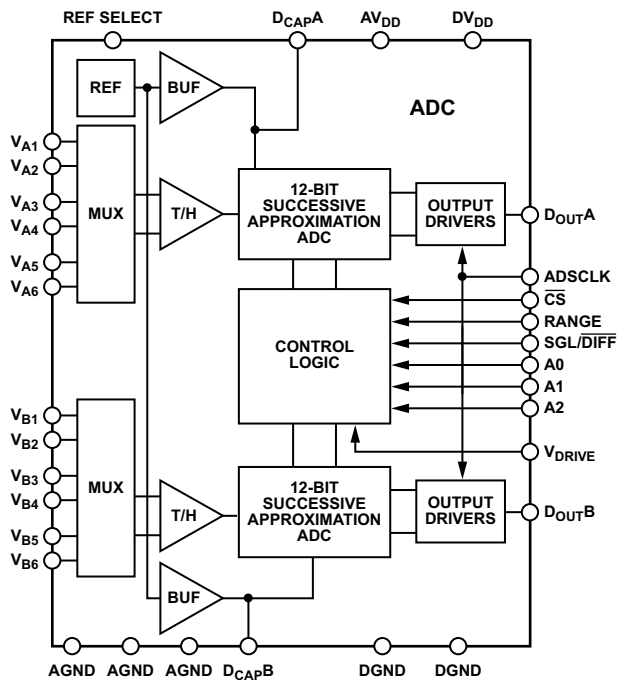 REF SELECT
DCAPA
AVDD
DVDD
REF
BUF
ADC
VA1
VA2
VA3
VA4
VA5
VA6
MUX
T/H
12-BIT
SUCCESSIVE
APPROXIMATION
ADC
OUTPUT
DRIVERS
DOUTA
ADSCLK
CS
RANGE
SGL/DIFF
A0
A1
A2
CONTROL
LOGIC
VDRIVE
VB1
VB2
VB3
VB4
VB5
VB6
MUX
T/H
12-BIT
SUCCESSIVE
APPROXIMATION
ADC
OUTPUT
DRIVERS
DOUTB
BUF
AGND
AGND
AGND
DCAPB
DGND
DGND